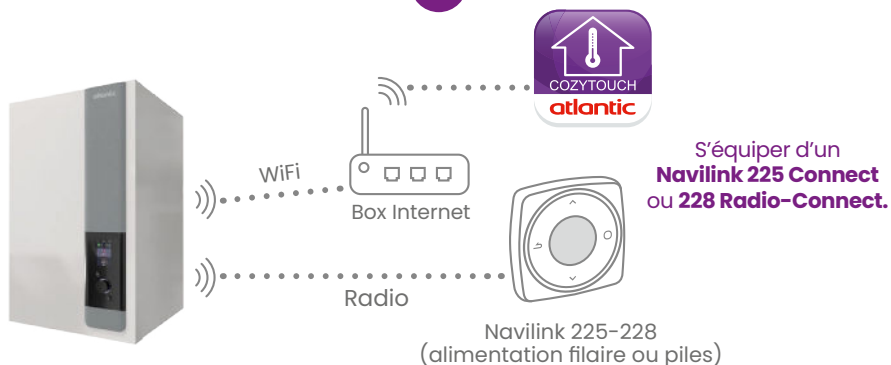 COZYTOUCH
atlantic
atlantic
WiFi
Box Internet
S'équiper d'un
Navilink 225 Connect
ou 228 Radio-Connect.
Radio
Navilink 225-228
(alimentation filaire ou piles)